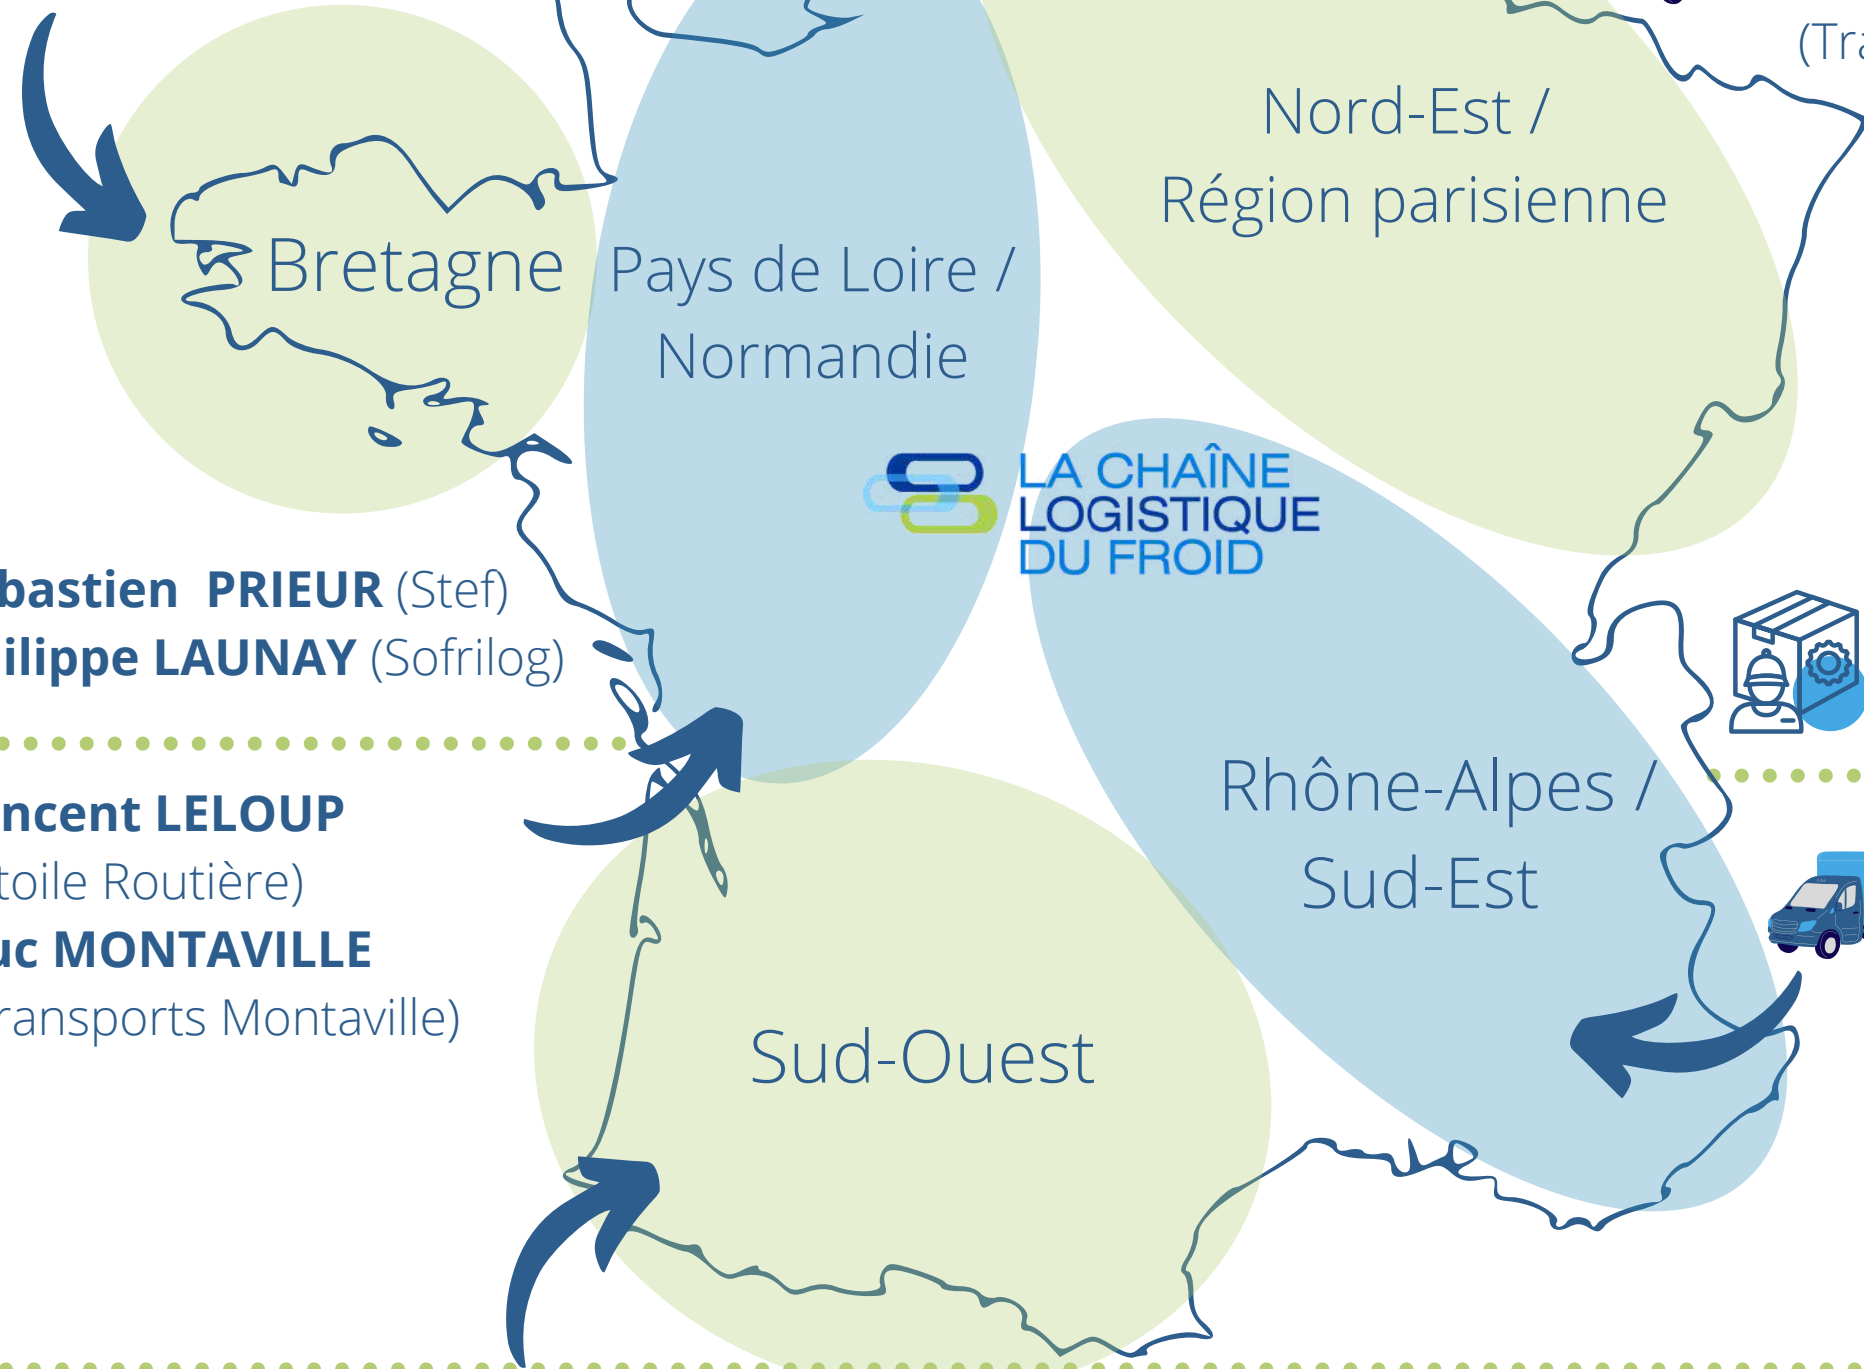 (Tra
Nord-Est /
Région parisienne
Bretagne
Pays de Loire /
Normandie
LA CHAÎNE
LOGISTIQUE
DU FROID
bastien PRIEUR (Stef)
ilippe LAUNAY (Sofrilog)
Rhône-Alpes /
Sud-Est
ncent LELOUP
toile Routière)
uc MONTAVILLE
ransports Montaville)
Sud-Ouest